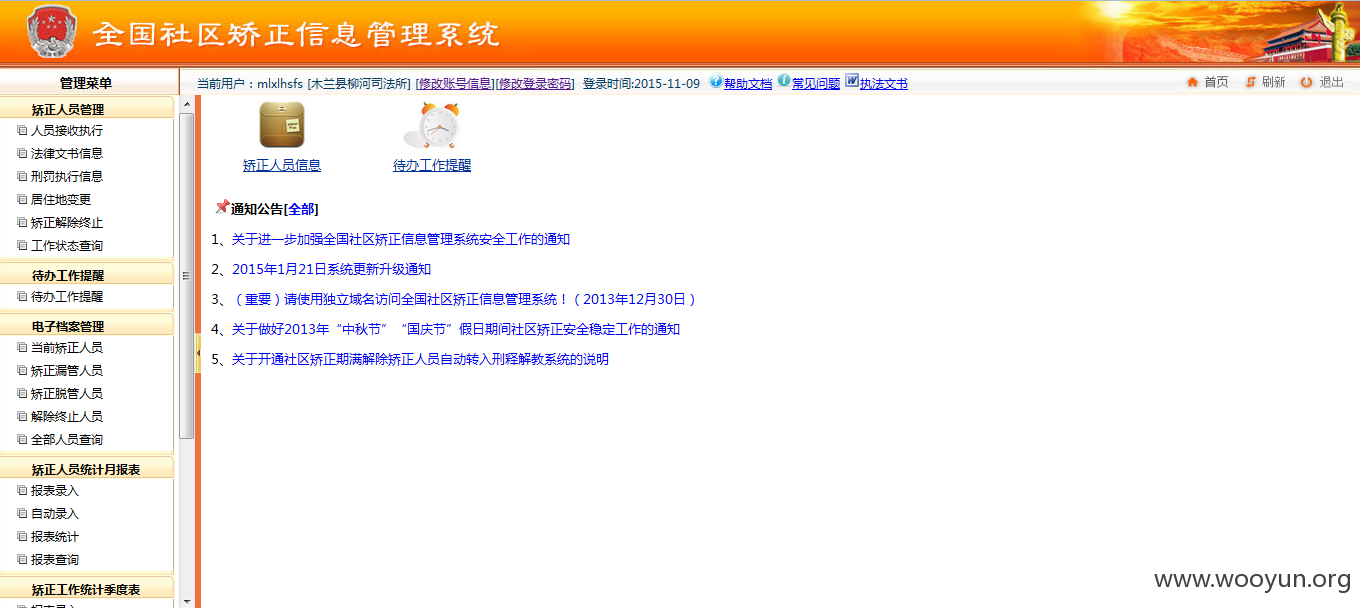 全国社区矫正信息管理系统
管理菜单
当前用户：mlxlhsfs [木兰县柳河司法所] [修改账号信息][修改登录密码] 登录时间:2015-11-09 帮助文档 常见问题 执法文书
首页 刷新 退出
矫正人员管理
人员接收执行
法律文书信息
刑罚执行信息
居住地变更
矫正解除终止
工作状态查询
待办工作提醒
待办工作提醒
电子档案管理
当前矫正人员
矫正漏管人员
矫正脱管人员
解除终止人员
全部人员查询
矫正人员统计月报表
报表录入
自动录入
报表统计
报表查询
矫正工作统计季度表
矫正人员信息
待办工作提醒
通知公告[全部]
1、关于进一步加强全国社区矫正信息管理系统安全工作的通知
2、2015年1月21日系统更新升级通知
3、（重要）请使用独立域名访问全国社区矫正信息管理系统！（2013年12月30日）
4、关于做好2013年“中秋节”“国庆节”假日期间社区矫正安全稳定工作的通知
5、关于开通社区矫正期满解除矫正人员自动转入刑释解教系统的说明
www.wooyun.org